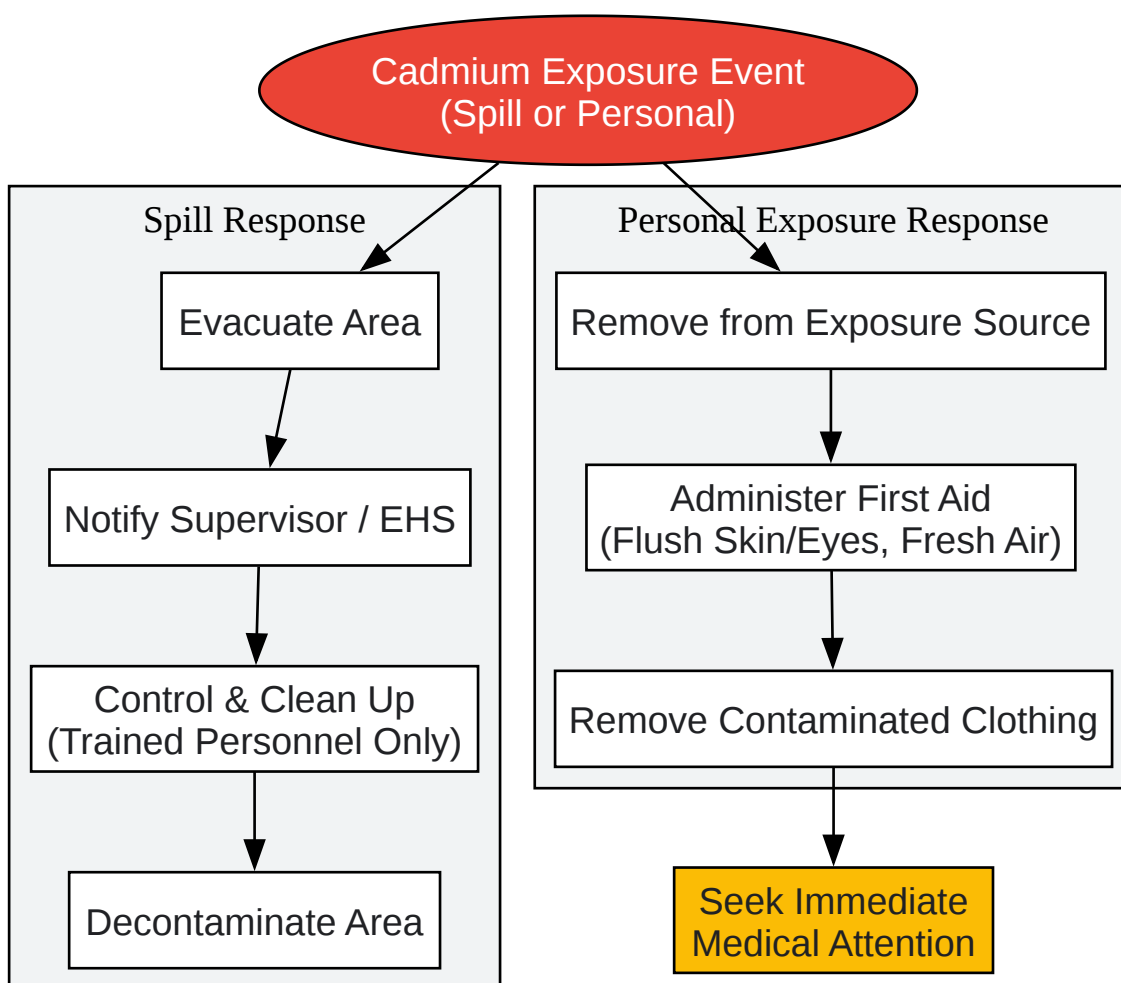 Cadmium Exposure Event
(Spill or Personal)
Spill Response
Evacuate Area
Notify Supervisor / EHS
Control & Clean Up
(Trained Personnel Only)
Decontaminate Area
Personal Exposure Response
Remove from Exposure Source
Administer First Aid
(Flush Skin/Eyes, Fresh Air)
Remove Contaminated Clothing
Seek Immediate
Medical Attention